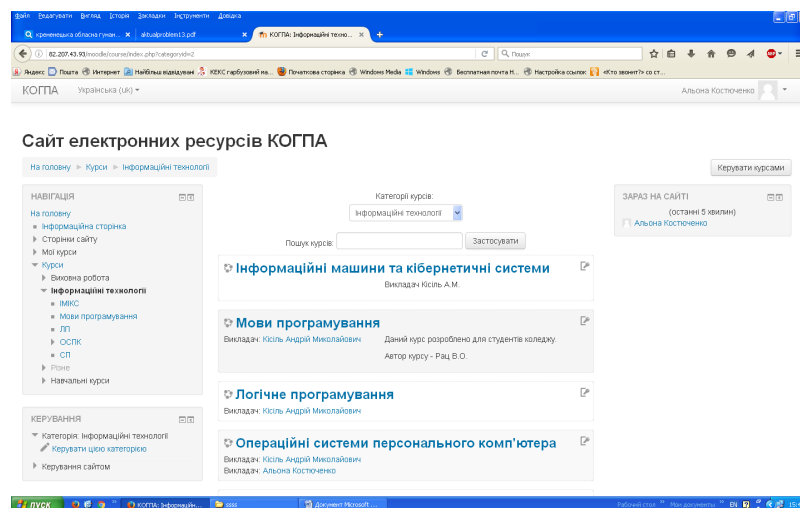 Файл Редагувати Вигляд Історія Закладки Інструменти Довідка
кременецька обласна гуман...
aktualproblem13.pdf
КОГПА: Інформаційні техно...
82.207.43.92/moodle/course/index.php?categoryid=2
Пошук
Яндекс Почта Интернет Найбільш відвідувані КЕКС гарбузовий на... Початкова сторінка Windows Media Windows Бесплатная почта H... Настройка ссылок «Кто звонит?» со ст...
КОГПА Українська (uk)
Альона Костюченко
Сайт електронних ресурсів КОГПА
На головну ► Курси ► Інформаційні технології
Керувати курсами
НАВІГАЦІЯ
На головну
Інформаційна сторінка
Сторінки сайту
Мої курси
Курси
Виховна робота
Інформаційні технології
ІМІКС
Мови програмування
ЛП
ОСПК
СП
Різне
Навчальні курси
КЕРУВАННЯ
Категорія: Інформаційні технології
Керувати цією категорією
Керування сайтом
Категорії курсів:
Інформаційні технології
Пошук курсів:
Застосувати
Інформаційні машини та кібернетичні системи
Викладач Кісіль А.М.
Мови програмування
Викладач: Кісіль Андрій Миколайович
Даний курс розроблено для студентів коледжу.
Автор курсу - Рац В.О.
Логічне програмування
Викладач: Кісіль Андрій Миколайович
Операційні системи персонального комп'ютера
Викладач: Кісіль Андрій Миколайович
Викладач: Альона Костюченко
ЗАРАЗ НА САЙТІ
(останні 5 хвилин)
Альона Костюченко
пуск
КОГПА: Інформаційн...
ssss
Документ Microsoft ...
Рабочий стол
Мои документы
EN